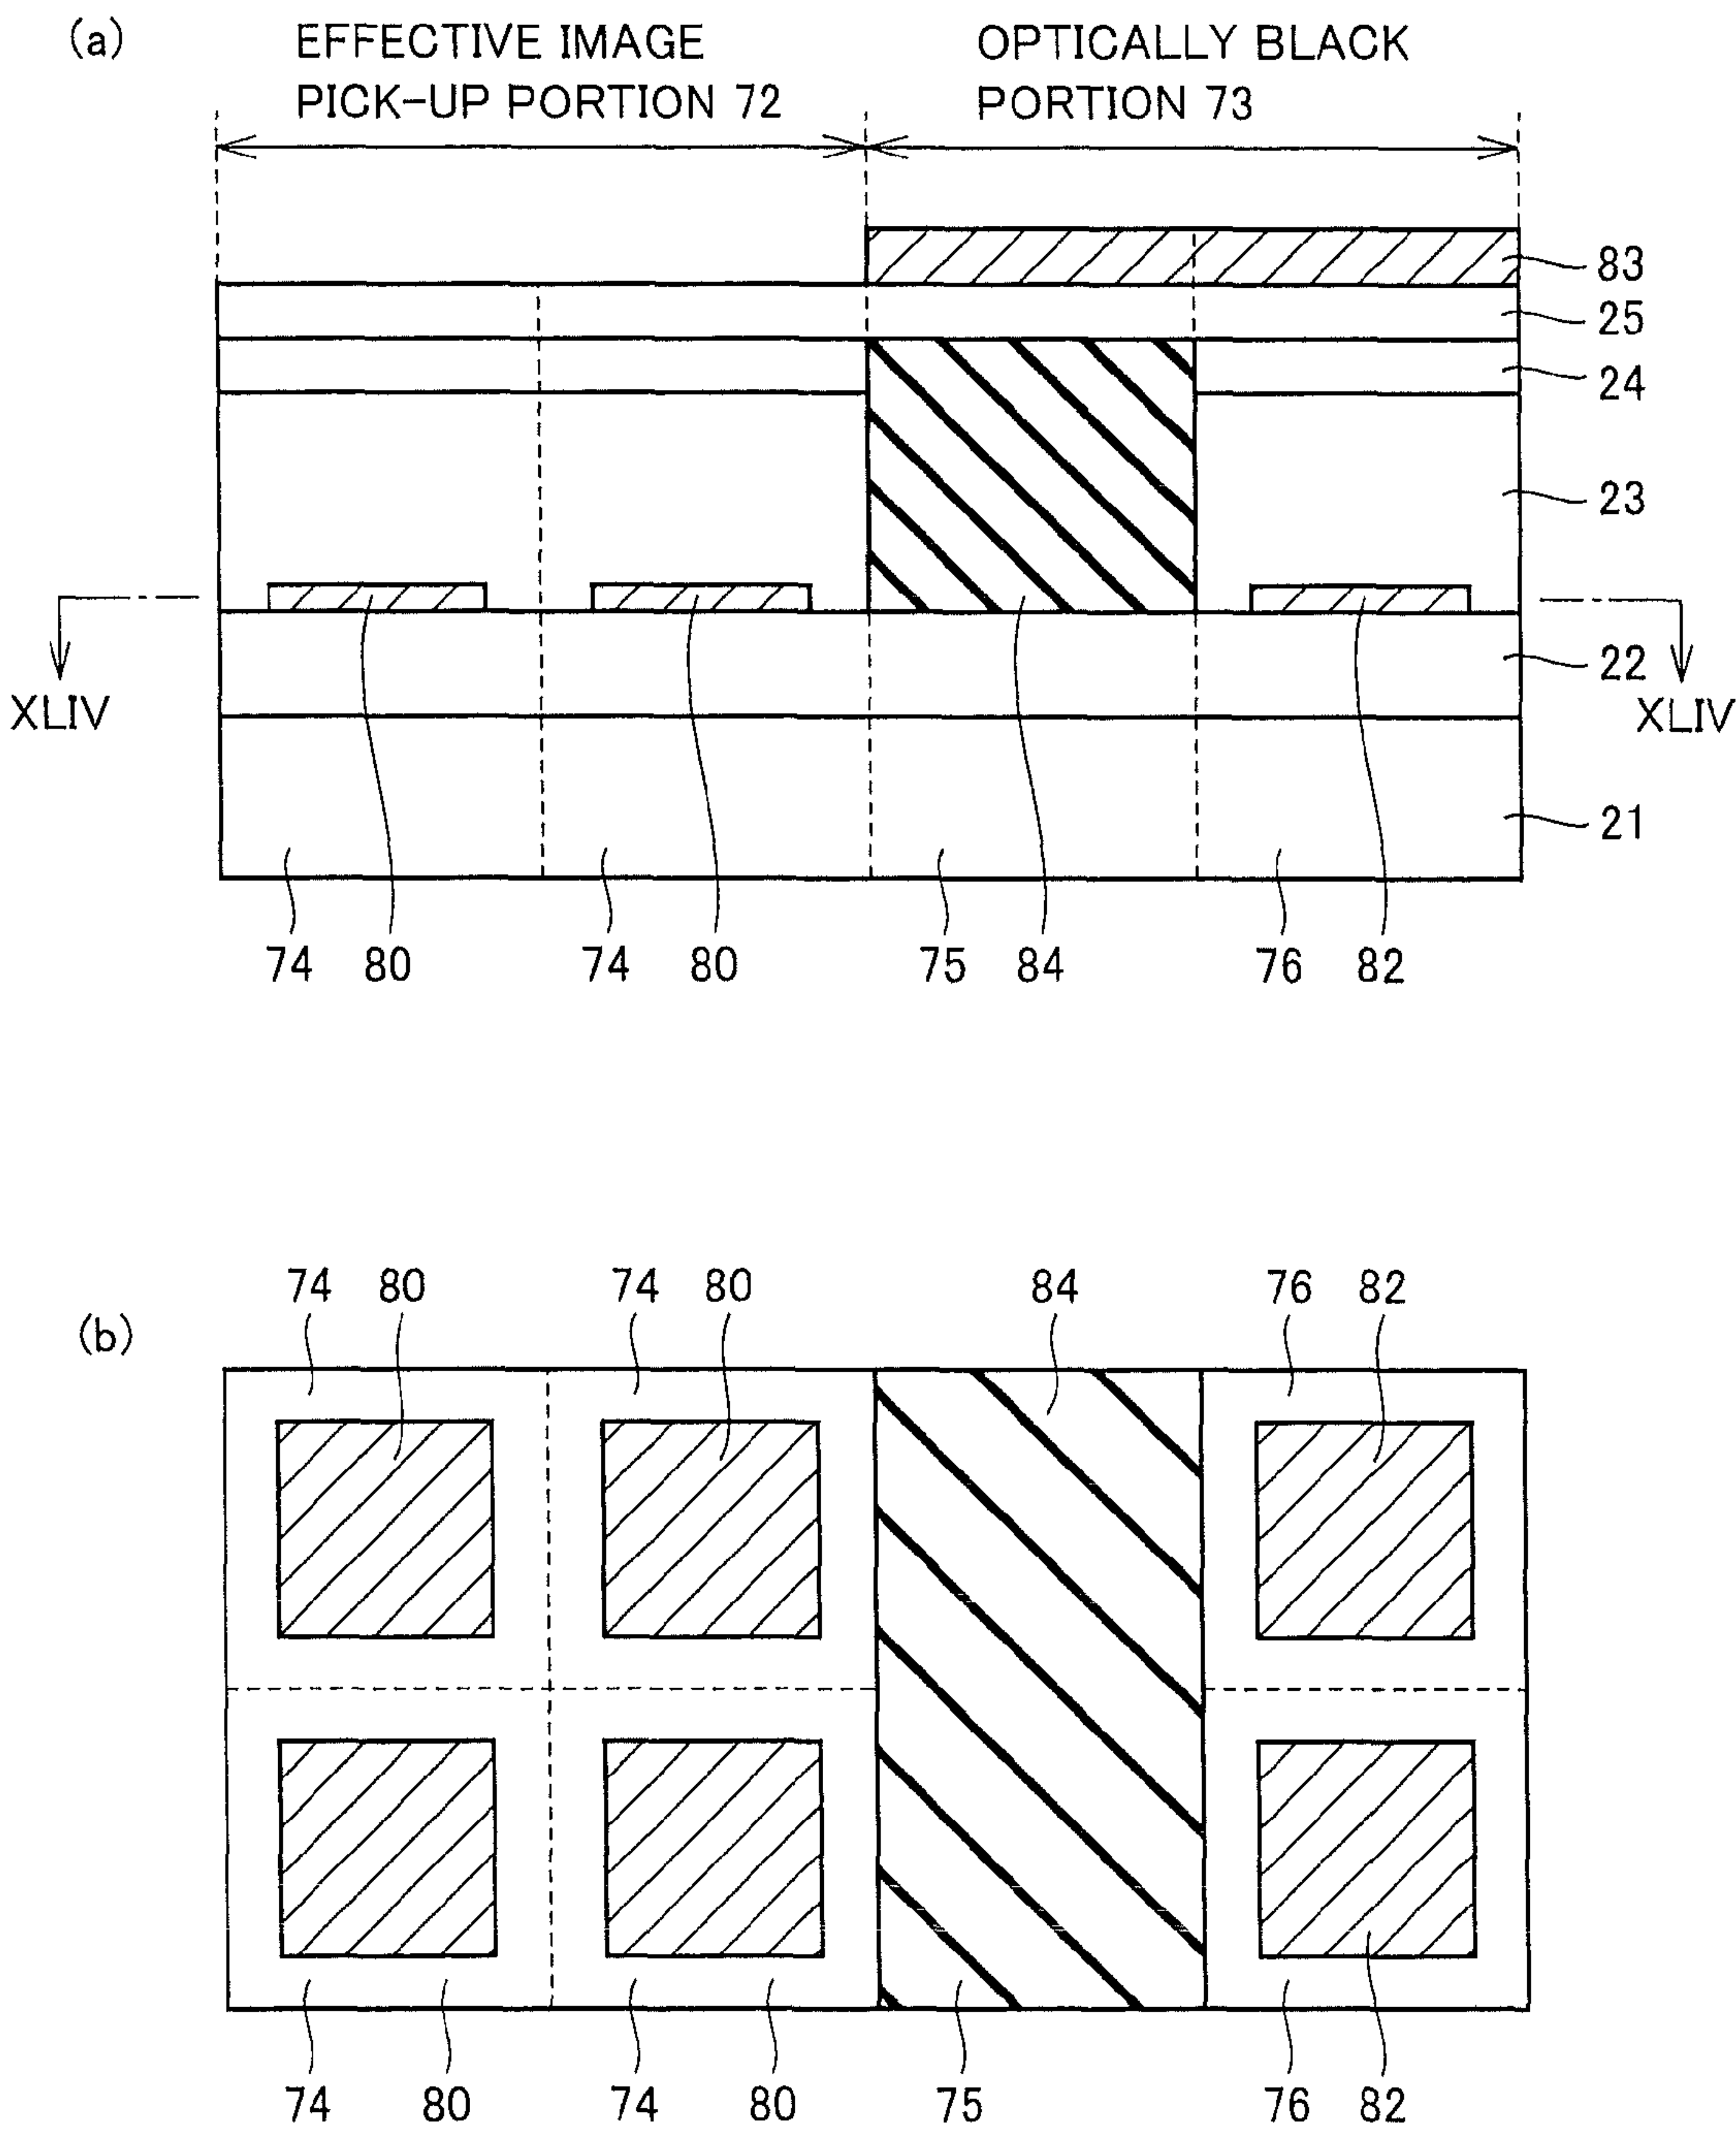 (a)
EFFECTIVE IMAGE
PICK-UP PORTION 72
OPTICALLY BLACK
PORTION 73
83
25
24
23
22
21
XLIV
XLIV
74 80 74 80 75 84 76 82
(b)
74 80 74 80 84 76 82
74 80 74 80 75 76 82